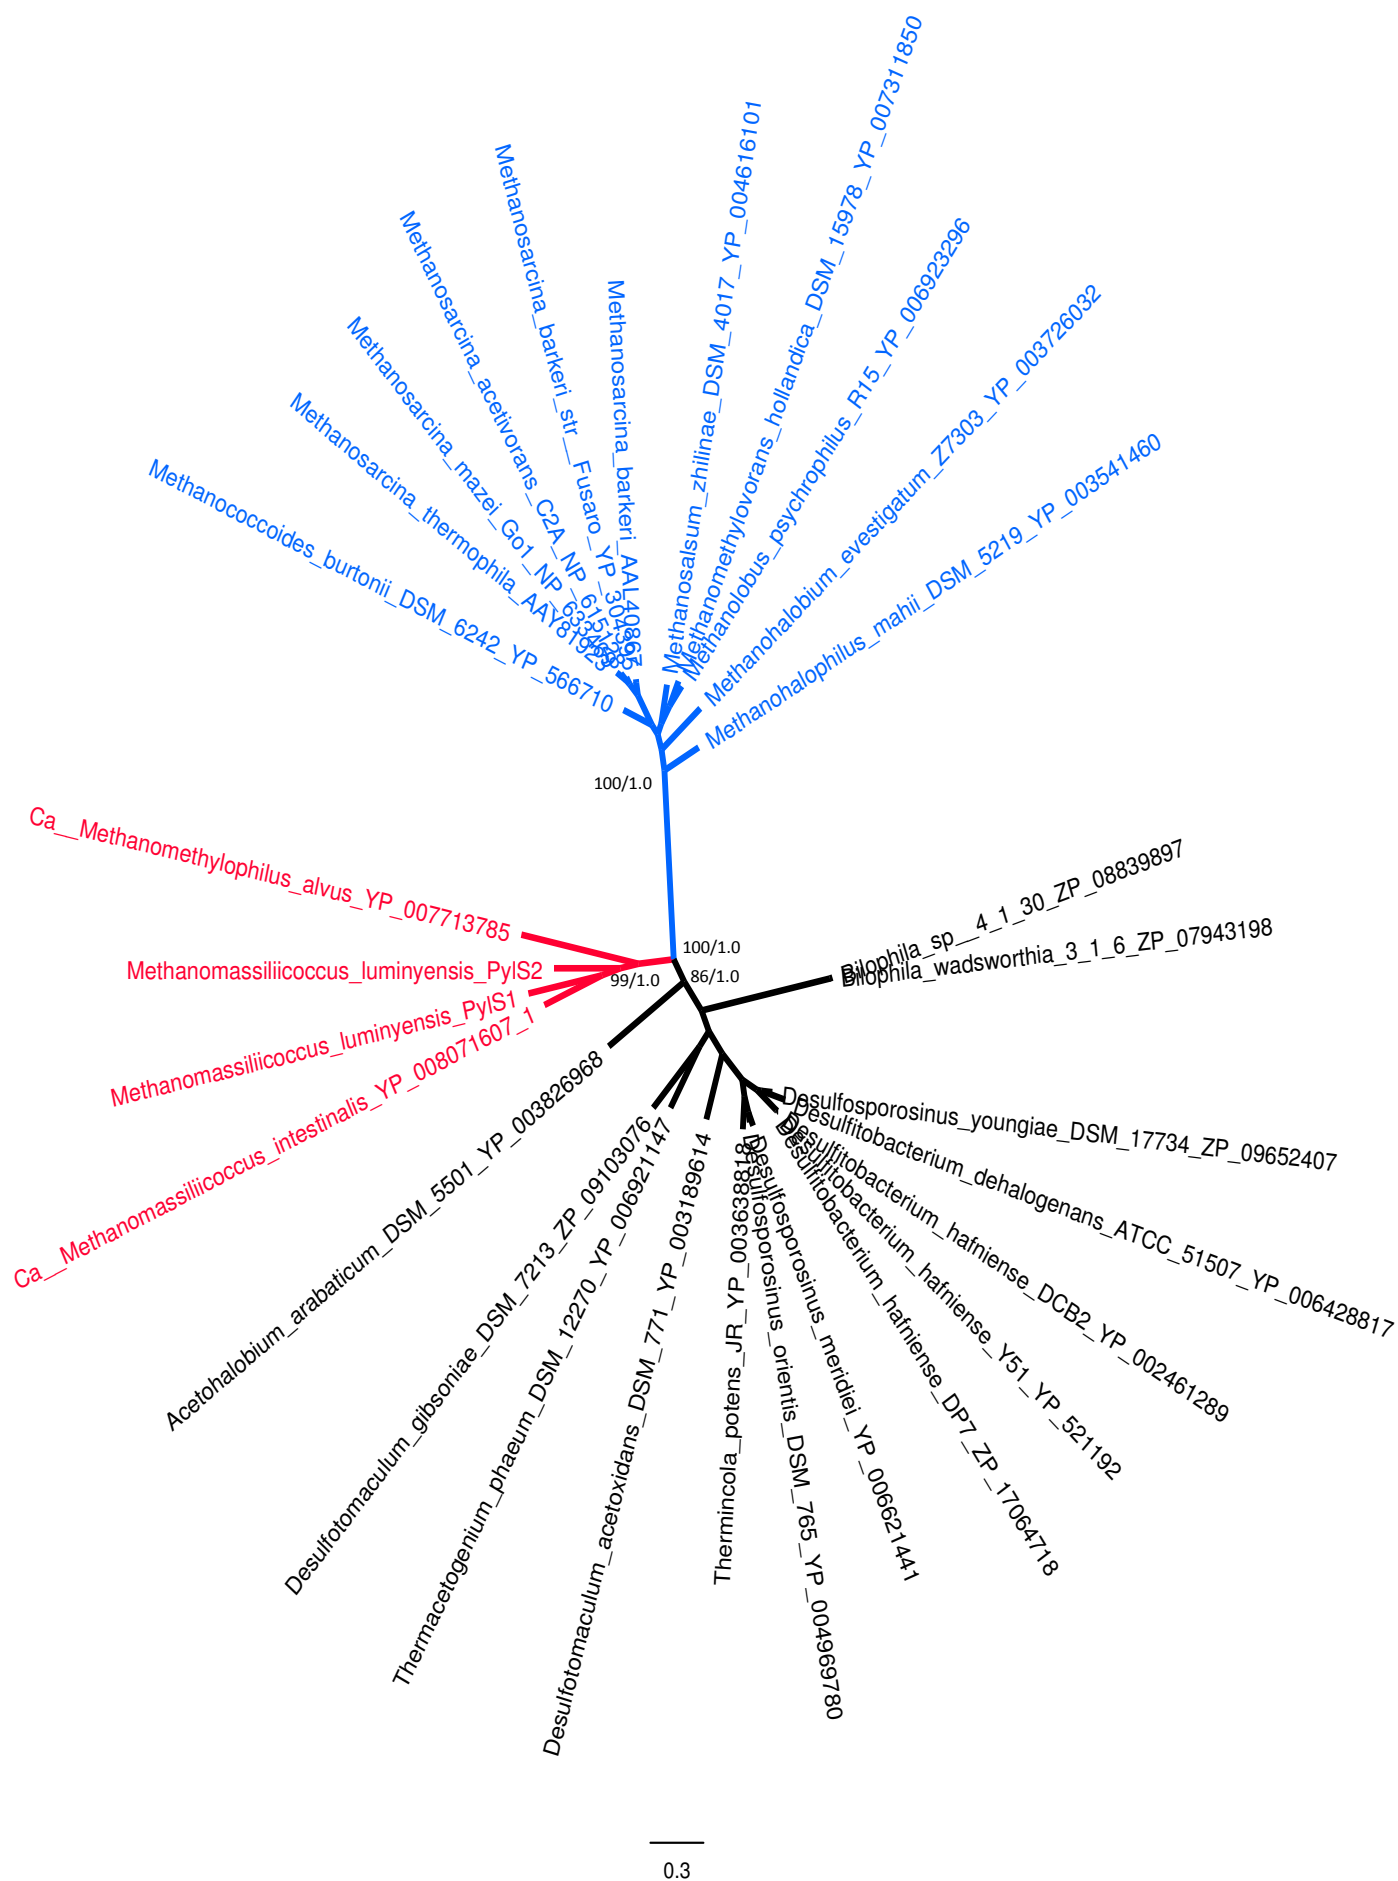 Methanomethylovorans_hollandica_DSM_15978_YP_007311850
Methanosalsum_zhilinae_DSM_4017_YP_004616101
Methanosarcina_barkeri_str__Fusaro_YP_304395
Methanosarcina_acetivorans_C2A_NP_615128
Methanolobus_psychrophilus_R15_YP_006923296
Methanosarcina_barkeri_AAL40867
Methanohalobium_evestigatum_Z7303_YP_003726032
Methanosarcina_mazei_Go1_NP_633469
Methanosarcina_thermophila_AAY81923
Methanohalophilus_mahii_DSM_5219_YP_003541460
Methanococcoides_burtonii_DSM_6242_YP_566710
100/1.0
Ca__Methanomethylophilus_alvus_YP_007713785
Bilophila_sp__4_1_30_ZP_08839897
Bilophila_wadsworthia_3_1_6_ZP_07943198
100/1.0
Methanomassiliicoccus_luminyensis_PylS2
99/1.0
86/1.0
Methanomassiliicoccus_luminyensis_PylS1
Ca__Methanomassiliicoccus_intestinalis_YP_008071607_1
Acetohalobium_arabaticum_DSM_5501_YP_003826968
Desulfosporosinus_youngiae_DSM_17734_ZP_09652407
Desulfitobacterium_dehalogenans_ATCC_51507_YP_006428817
Desulfitobacterium_hafniense_DCB2_YP_002461289
Desulfitobacterium_hafniense_Y51_YP_521192
Desulfitobacterium_hafniense_DP7_ZP_17064718
Desulfosporosinus_meridiei_YP_006621441
Desulfosporosinus_orientis_DSM_765_YP_004969780
Thermincola_potens_JR_YP_003638818
Desulfotomaculum_acetoxidans_DSM_771_YP_003189614
Thermacetogenium_phaeum_DSM_12270_YP_006921147
Desulfotomaculum_gibsoniae_DSM_7213_ZP_09103076
0.3